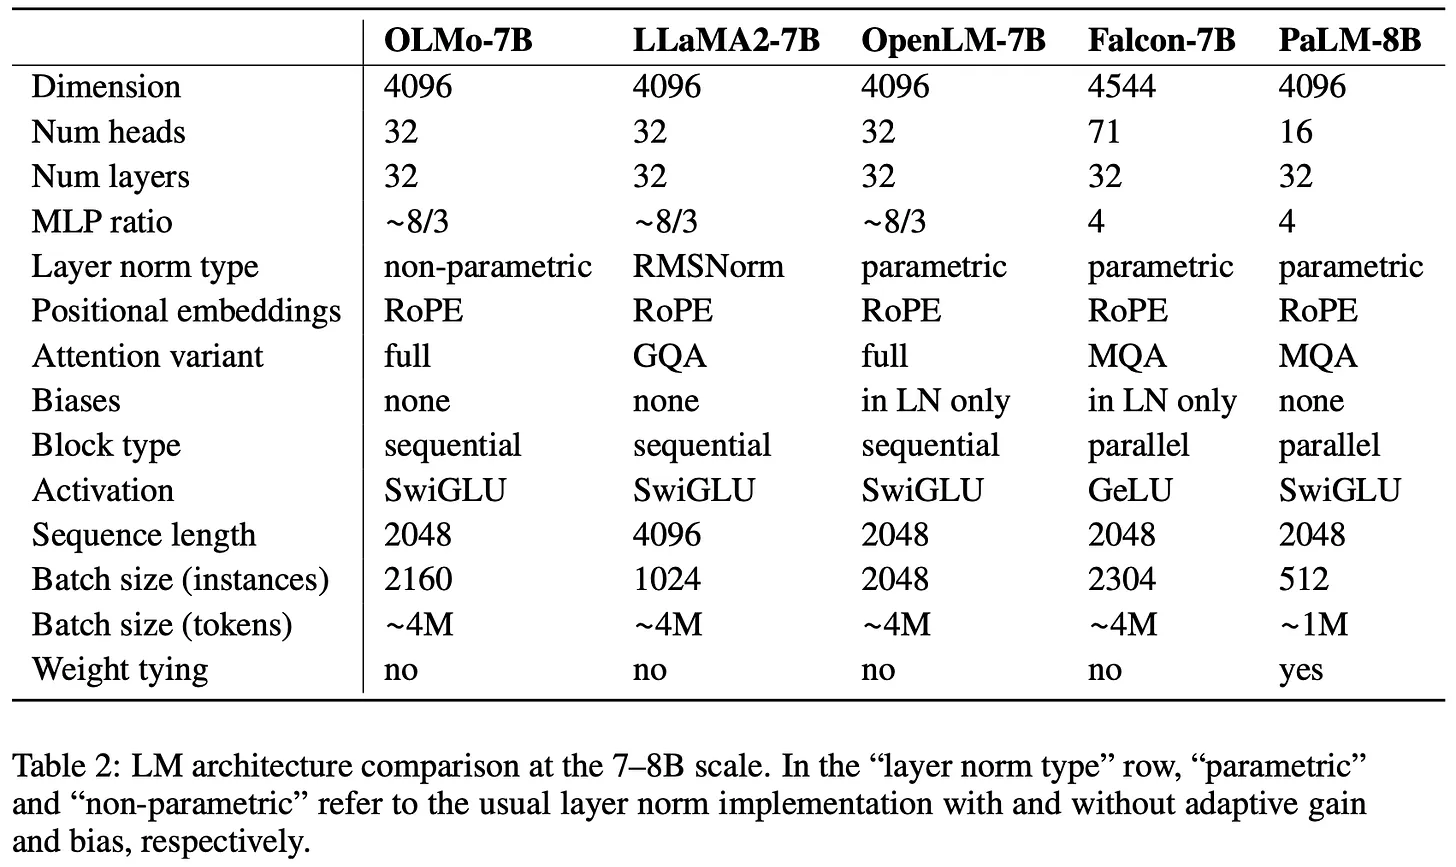 OLMo-7B LLaMA2-7B OpenLM-7B Falcon-7B PaLM-8B
Dimension 4096 4096 4096 4544 4096
Num heads 32 32 32 71 16
Num layers 32 32 32 32 32
MLP ratio ~8/3 ~8/3 ~8/3 4 4
Layer norm type non-parametric RMSNorm parametric parametric parametric
Positional embeddings RoPE RoPE RoPE RoPE RoPE
Attention variant full GQA full MQA MQA
Biases none none in LN only in LN only none
Block type sequential sequential sequential parallel parallel
Activation SwiGLU SwiGLU SwiGLU GeLU SwiGLU
Sequence length 2048 4096 2048 2048 2048
Batch size (instances) 2160 1024 2048 2304 512
Batch size (tokens) ~4M ~4M ~4M ~4M ~1M
Weight tying no no no no yes
Table 2: LM architecture comparison at the 7–8B scale. In the “layer norm type” row, “parametric”
and “non-parametric” refer to the usual layer norm implementation with and without adaptive gain
and bias, respectively.